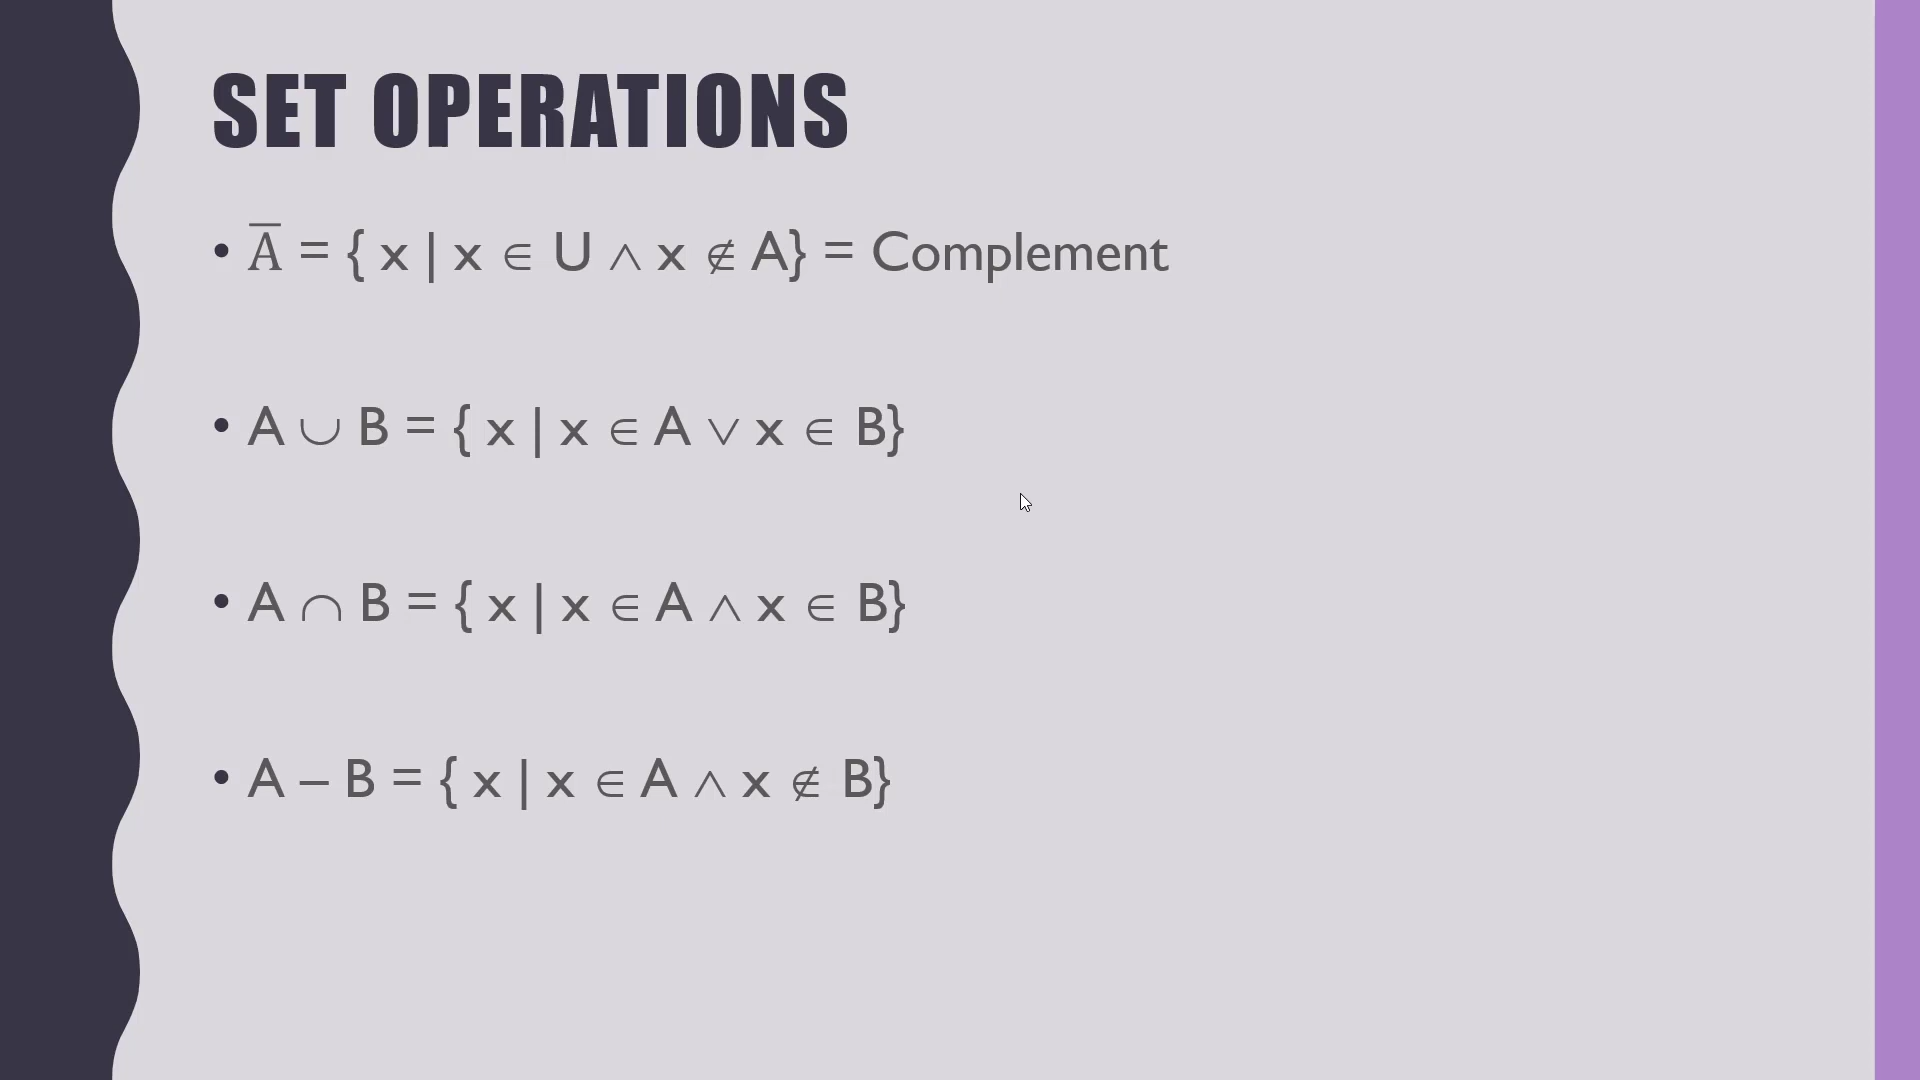 SET OPERATIONS
• A̅ = { x | x ∈ U ∧ x ∉ A} = Complement
• A ∪ B = { x | x ∈ A ∨ x ∈ B}
• A ∩ B = { x | x ∈ A ∧ x ∈ B}
• A – B = { x | x ∈ A ∧ x ∉ B}